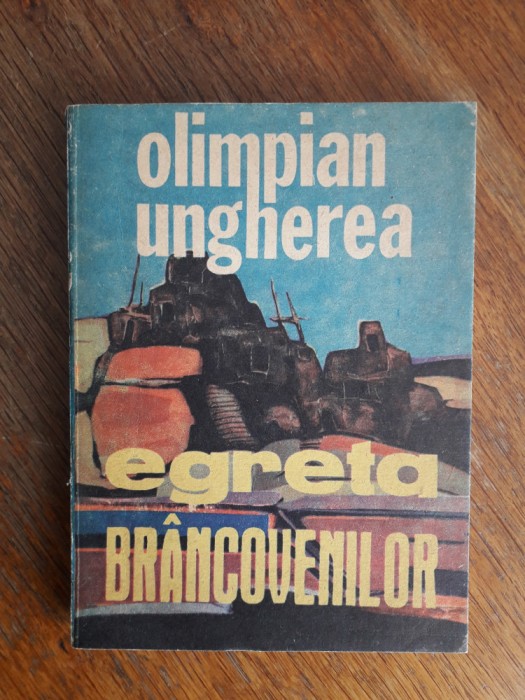 olimpian
ungherea
egreta
BRÂNCOVENILOR